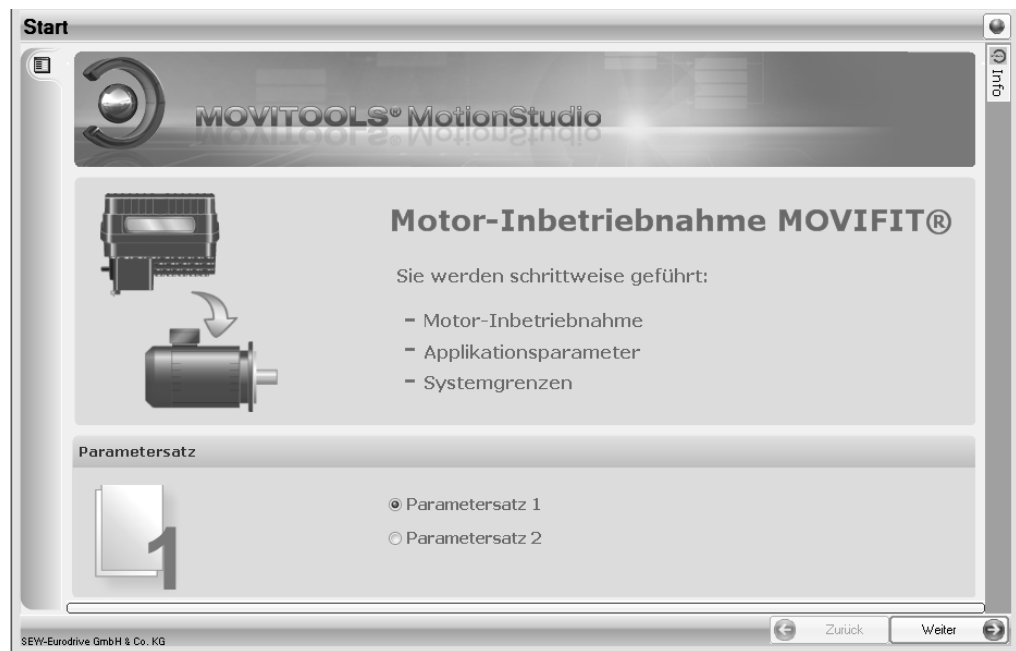 Start
Info
MOVITOOLS® MotionStudio
Motor-Inbetriebnahme MOVIFIT®
Sie werden schrittweise geführt:
- Motor-Inbetriebnahme
- Applikationsparameter
- Systemgrenzen
Parametersatz
1
Parametersatz 1
Parametersatz 2
Zurück
Weiter
SEW-Eurodrive GmbH & Co. KG